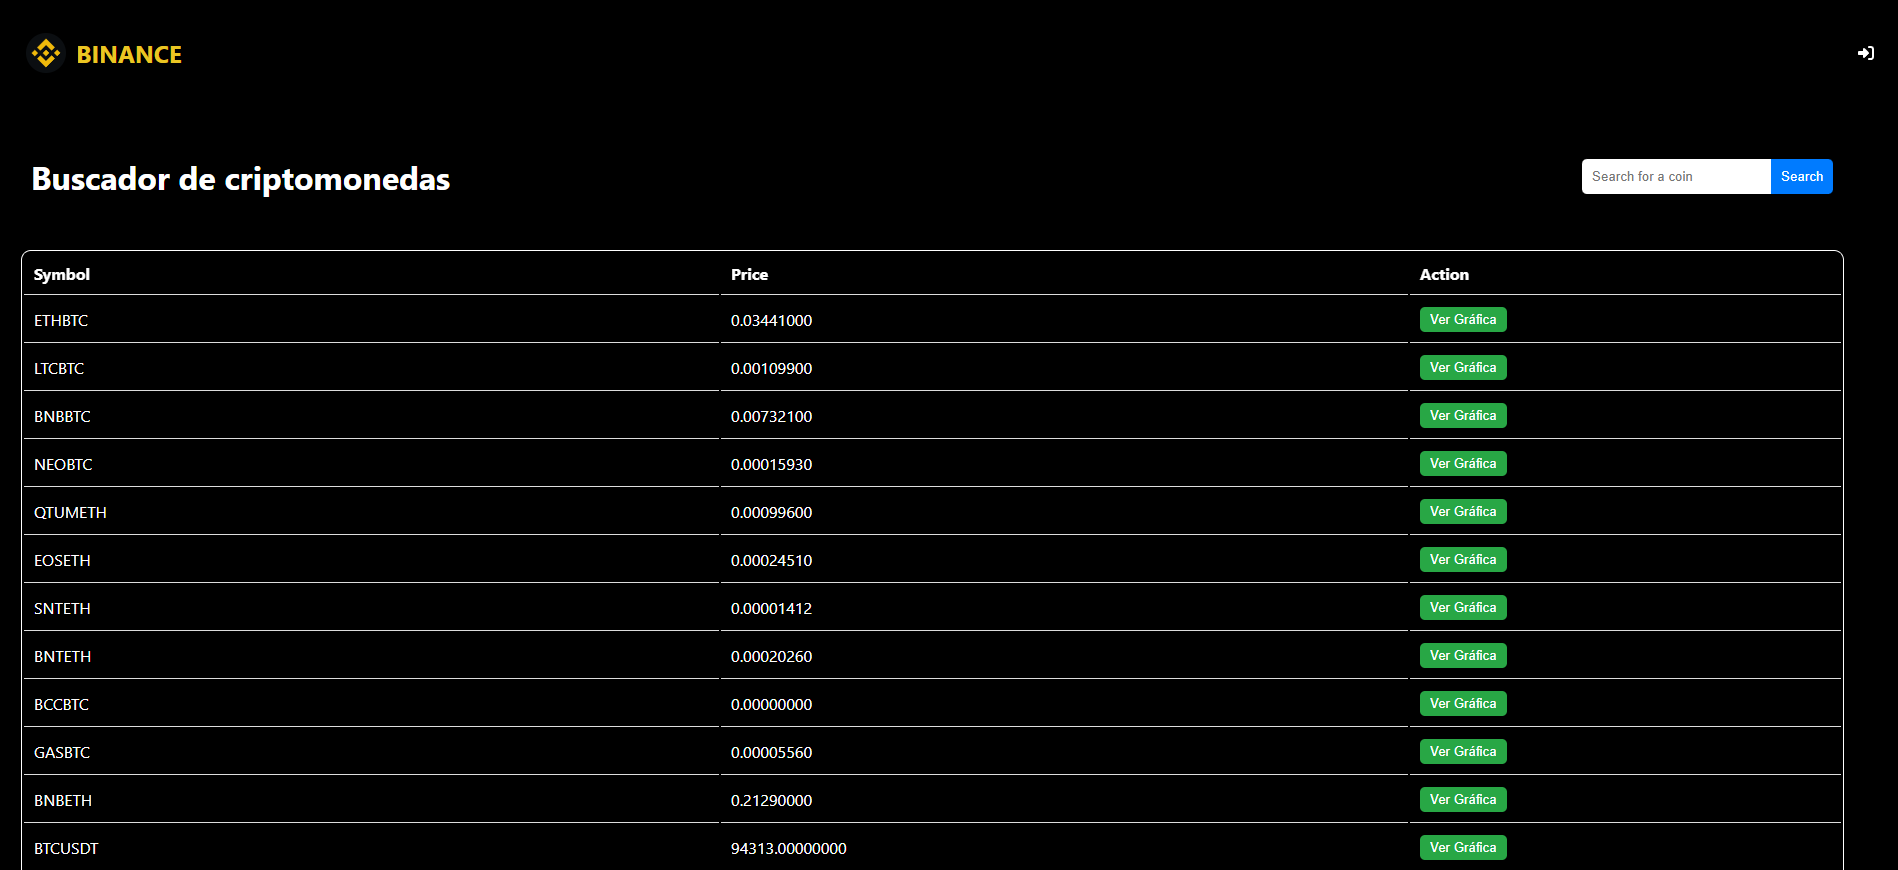 BINANCE
Buscador de criptomonedas
Search for a coin Search
Symbol Price Action
ETHBTC 0.03441000 Ver Gráfica
LTCBTC 0.00109900 Ver Gráfica
BNBBTC 0.00732100 Ver Gráfica
NEOBTC 0.00015930 Ver Gráfica
QTUMETH 0.00099600 Ver Gráfica
EOSETH 0.00024510 Ver Gráfica
SNTETH 0.00001412 Ver Gráfica
BNTETH 0.00020260 Ver Gráfica
BCCBTC 0.00000000 Ver Gráfica
GASBTC 0.00005560 Ver Gráfica
BNBETH 0.21290000 Ver Gráfica
BTCUSDT 94313.00000000 Ver Gráfica